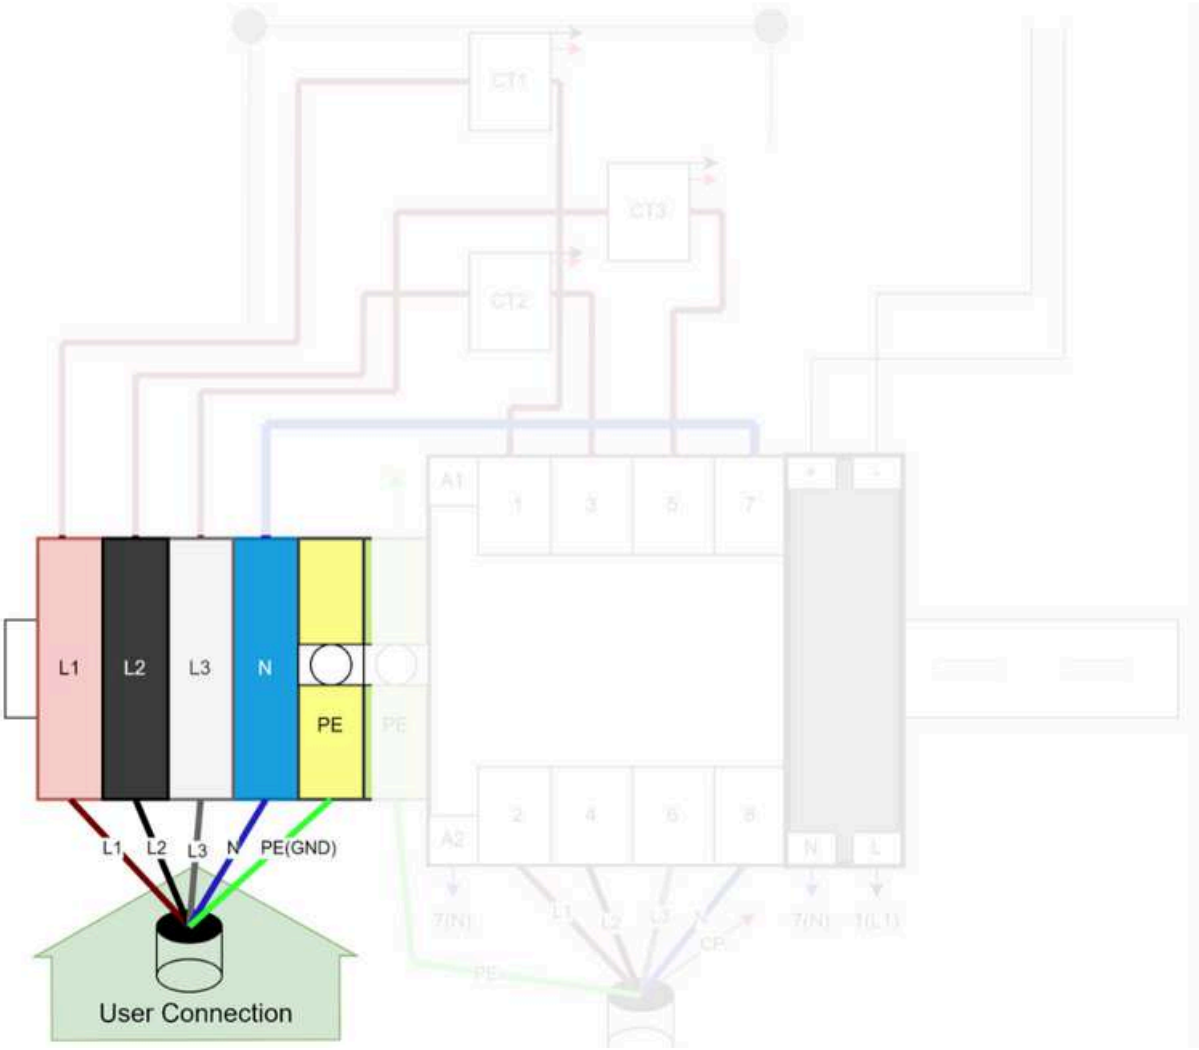 CT1
CT3
CT2
A1
1
3
5
7
+
-
L1
L2
L3
N
PE
PE
A2
2
4
6
8
N
L
L1
L2
L3
N
PE(GND)
7(N)
L1
L2
L3
N
CP
7(N)
1(L1)
PE
User Connection